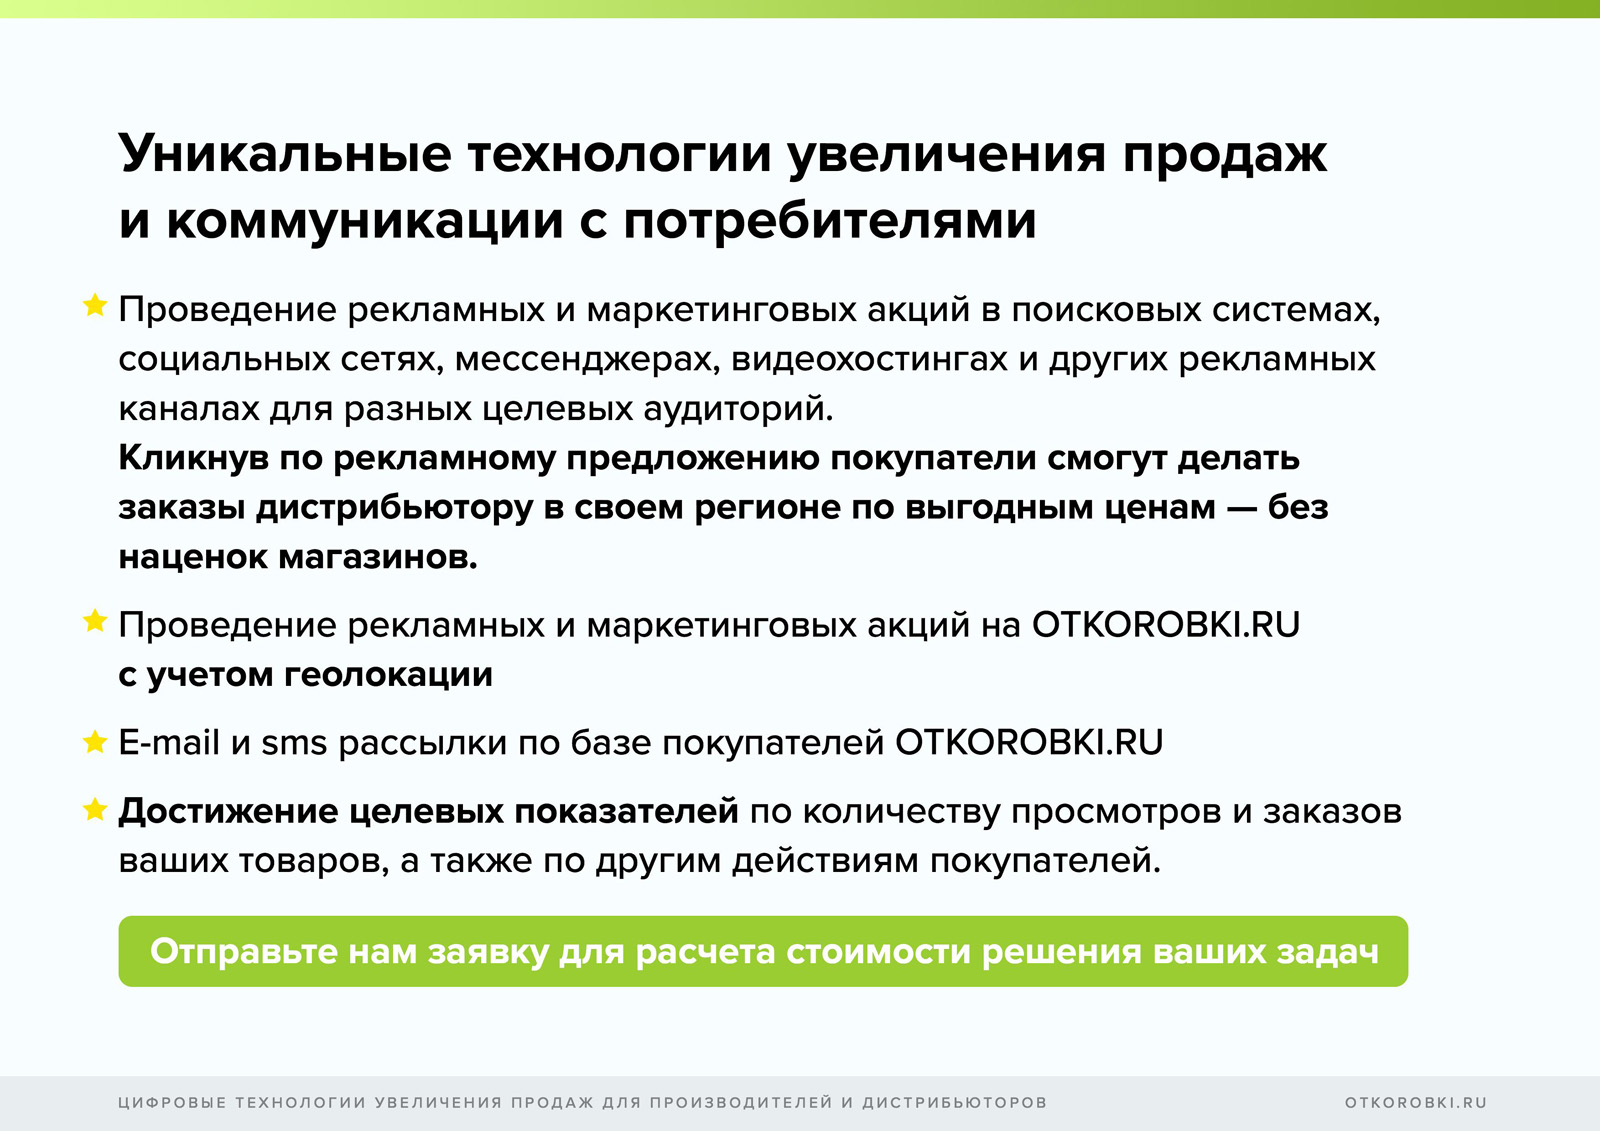 Уникальные технологии увеличения продаж
и коммуникации с потребителями
Проведение рекламных и маркетинговых акций в поисковых системах,
социальных сетях, мессенджерах, видеохостингах и других рекламных
каналах для разных целевых аудиторий.
Кликнув по рекламному предложению покупатели смогут делать
заказы дистрибьютору в своем регионе по выгодным ценам — без
наценок магазинов.
Проведение рекламных и маркетинговых акций на OTKOROBKI.RU
с учетом геолокации
E-mail и sms рассылки по базе покупателей OTKOROBKI.RU
Достижение целевых показателей по количеству просмотров и заказов
ваших товаров, а также по другим действиям покупателей.
Отправьте нам заявку для расчета стоимости решения ваших задач
ЦИФРОВЫЕ ТЕХНОЛОГИИ УВЕЛИЧЕНИЯ ПРОДАЖ ДЛЯ ПРОИЗВОДИТЕЛЕЙ И ДИСТРИБЬЮТОРОВ
OTKOROBKI.RU